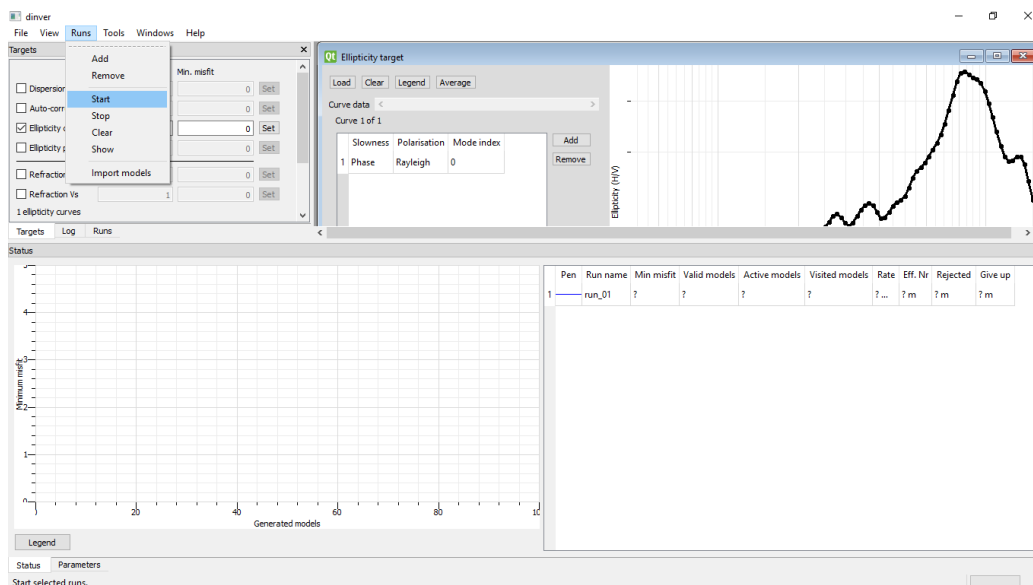 dinver
File View Runs Tools Windows Help
Targets
Add
Remove
Start
Stop
Clear
Show
Import models
Min. misfit
Dispersion
0 Set
Auto-corr
0 Set
Ellipticity c
0 Set
Ellipticity p
0 Set
Refraction
0 Set
Refraction Vs 1 0 Set
1 ellipticity curves
Targets Log Runs
Qt Ellipticity target
Load Clear Legend Average
Curve data
Curve 1 of 1
Slowness Polarisation Mode index
1 Phase Rayleigh 0
Add
Remove
Ellipticity (H/V)
Status
Minimum misfit
4
3
2
1
20 40 60 80
Generated models
Legend
Pen Run name Min misfit Valid models Active models Visited models Rate Eff. Nr Rejected Give up
1 run_01 ? ? ? ? ? ... ? m ? m ? m
Status Parameters
Start selected runs.